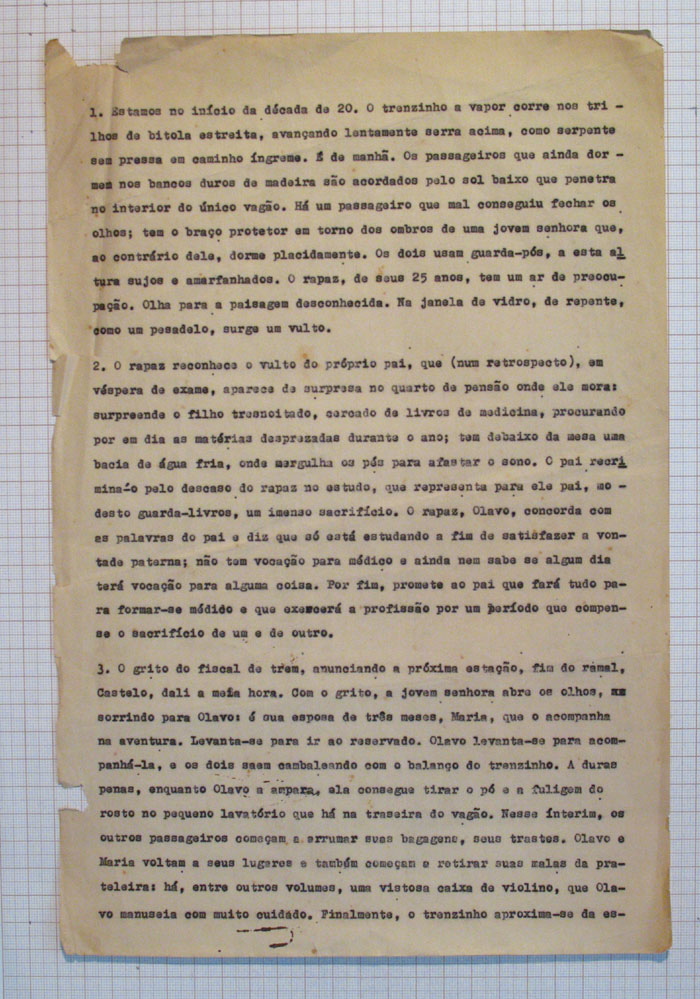 1. Estamos no início da década de 20. O trenzinho a vapor corre nos tri -
lhos de bitola estreita, avançando lentamente serra acima, como serpente
sem pressa em caminho íngreme. É de manhã. Os passageiros que ainda dor -
mem nos bancos duros de madeira são acordados pelo sol baixo que penetra
no interior do único vagão. Há um passageiro que mal conseguiu fechar os
olhos; tem o braço protetor em torno dos ombros de uma jovem senhora que,
ao contrário dele, dorme placidamente. Os dois usam guarda-pós, a esta al
tura sujos e amarfanhados. O rapaz, de seus 25 anos, tem um ar de preocu-
pação. Olha para a paisagem desconhecida. Na janela de vidro, de repente,
como um pesadelo, surge um vulto.
2. O rapaz reconhece o vulto do próprio pai, que (num retrospecto), em
véspera de exame, aparece de surpresa no quarto de pensão onde ele mora:
surpreende o filho tresnoitado, cercado de livros de medicina, procurando
por em dia as matérias desprezadas durante o ano; tem debaixo da mesa uma
bacia de água fria, onde mergulha os pés para afastar o sono. O pai recri
mina-o pelo descaso do rapaz no estudo, que representa para ele pai, mo -
desto guarda-livros, um imenso sacrifício. O rapaz, Olavo, concorda com
as palavras do pai e diz que só está estudando a fim de satisfazer a von-
tade paterna; não tem vocação para médico e ainda nem sabe se algum dia
terá vocação para alguma coisa. Por fim, promete ao pai que fará tudo pa-
ra formar-se médido e que exercerá a profissão por um período que compen-
se o sacrifício de um e de outro.
3. O grito do fiscal de trem, anunciando a próxima estação, fim do ramal,
Castelo, dali a meia hora. Com o grito, a jovem senhora abre os olhos,
sorrindo para Olavo: é sua esposa de três meses, Maria, que o acompanha
na aventura. Levanta-se para ir ao reservado. Olavo levanta-se para acom-
panhá-la, e os dois saem cambaleando com o balanço do trenzinho. A duras
penas, enquanto Olavo a ampara, ela consegue tirar o pó e a fuligem do
rosto no pequeno lavatório que há na traseira do vagão. Nesse ínterim, os
outros passageiros começam a arrumar suas bagagens, seus trastes. Olavo e
Maria voltam a seus lugares e também começam a retirar suas malas da pra-
teleira: há, entre outros volumes, uma vistosa caixa de violino, que Ola-
vo manuseia com muito cuidado. Finalmente, o trenzinho aproxima-se da es-